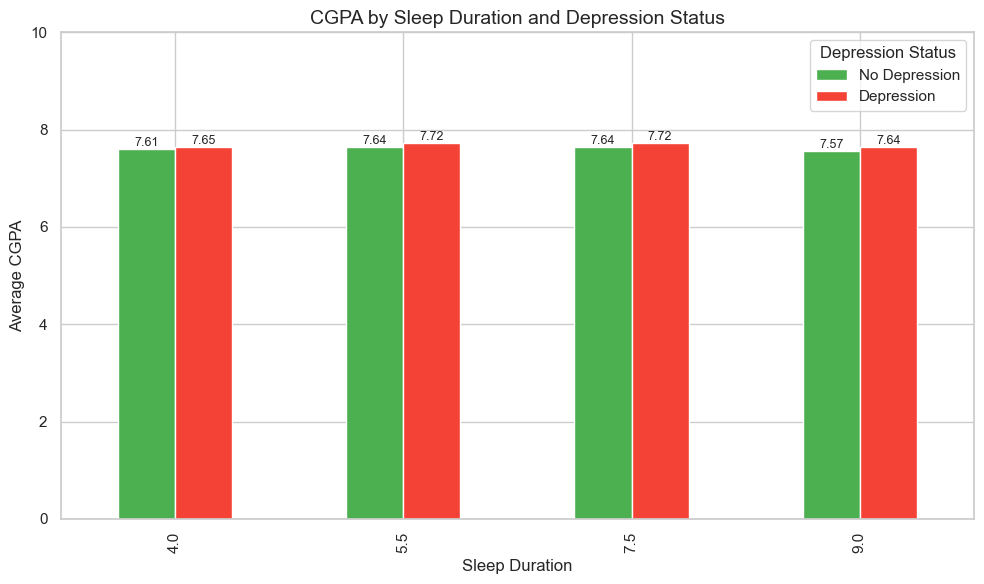 CGPA by Sleep Duration and Depression Status
Depression Status
No Depression
Depression
10
8
6
4
2
0
Average CGPA
7.61 7.65 7.64 7.72 7.64 7.72 7.57 7.64
4.0 5.5 7.5 9.0
Sleep Duration